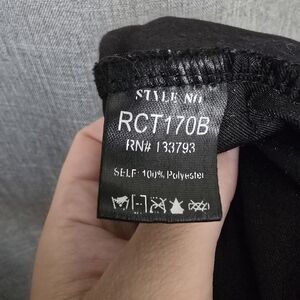 STYLE NO
RCT170B
RN# 133793
SELF: 100% Polyester